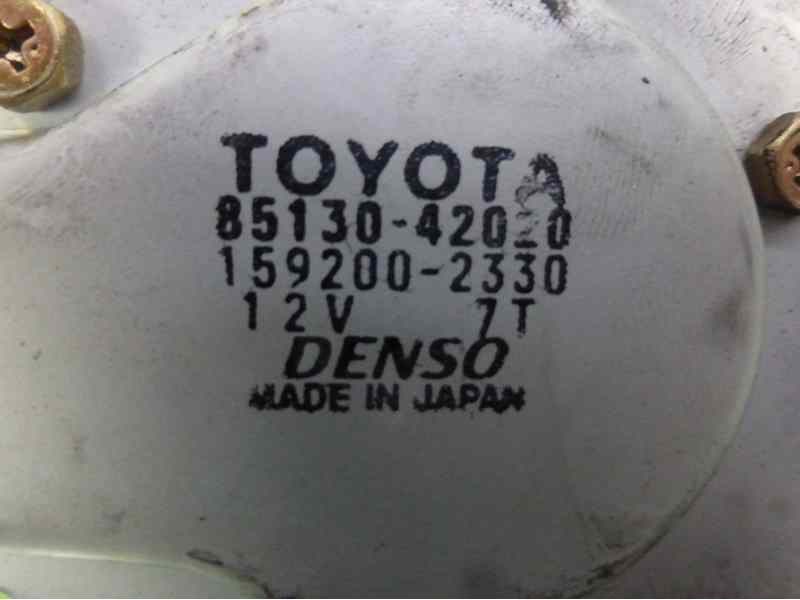 TOYOTA
85130-42020
159200-2330
12V 7T
DENSO
MADE IN JAPAN